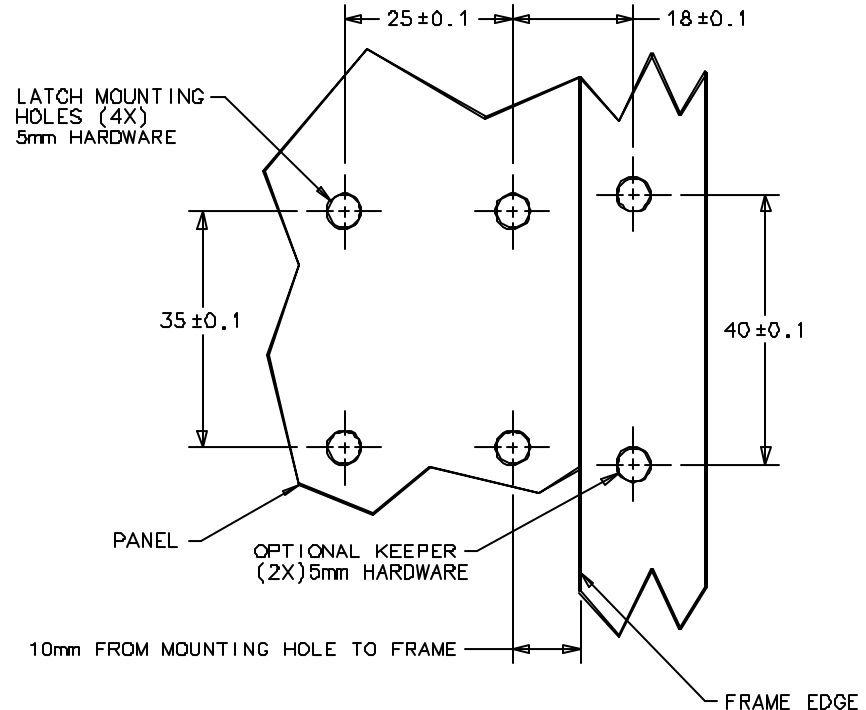 25±0.1
18±0.1
LATCH MOUNTING
HOLES (4X)
5mm HARDWARE
35±0.1
40±0.1
PANEL
OPTIONAL KEEPER
(2X)5mm HARDWARE
10mm FROM MOUNTING HOLE TO FRAME
FRAME EDGE